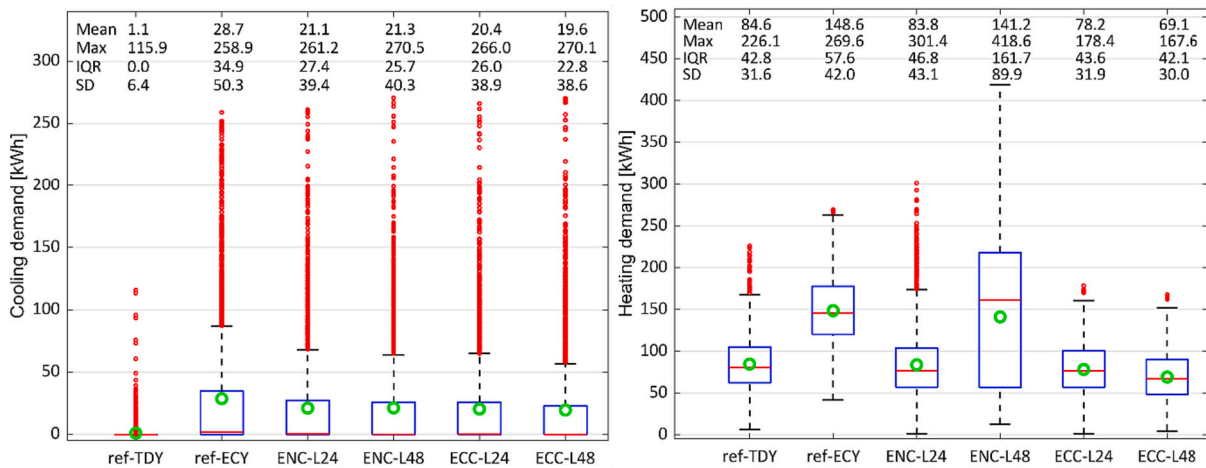 Mean 1.1 28.7 21.1 21.3 20.4 19.6
Max 115.9 258.9 261.2 270.5 266.0 270.1
IQR 0.0 34.9 27.4 25.7 26.0 22.8
SD 6.4 50.3 39.4 40.3 38.9 38.6
300
250
200
150
100
50
0
Cooling demand [kWh]
ref-TDY ref-ECY ENC-L24 ENC-L48 ECC-L24 ECC-L48
500
Mean 84.6 148.6 83.8 141.2 78.2 69.1
Max 226.1 269.6 301.4 418.6 178.4 167.6
450
IQR 42.8 57.6 46.8 161.7 43.6 42.1
SD 31.6 42.0 43.1 89.9 31.9 30.0
400
350
300
250
200
150
100
50
0
Heating demand [kWh]
ref-TDY ref-ECY ENC-L24 ENC-L48 ECC-L24 ECC-L48